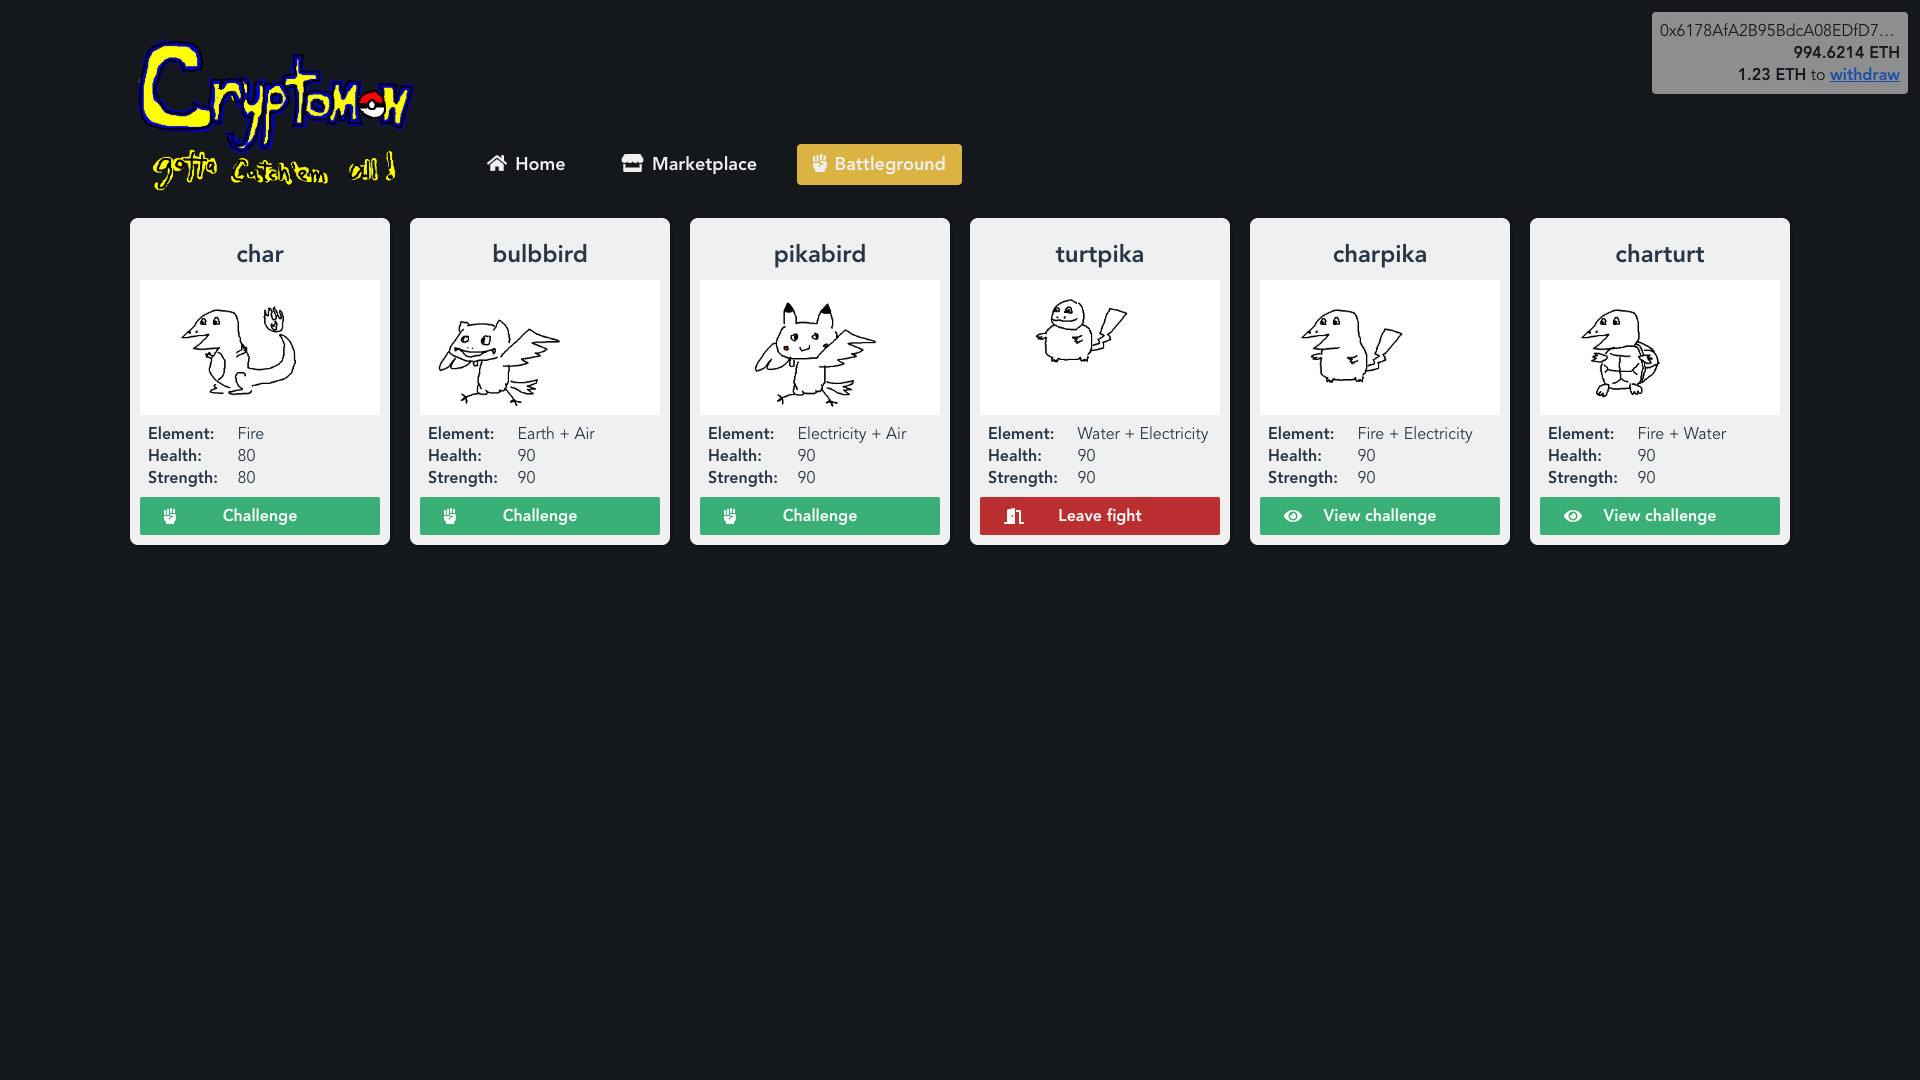 0x6178AfA2B95BdcA08EDfD7...
994.6214 ETH
1.23 ETH to withdraw
Cryptomon
gotta Catch'em all!
Home
Marketplace
Battleground
char
Element: Fire
Health: 80
Strength: 80
Challenge
bulbbird
Element: Earth + Air
Health: 90
Strength: 90
Challenge
pikabird
Element: Electricity + Air
Health: 90
Strength: 90
Challenge
turtpika
Element: Water + Electricity
Health: 90
Strength: 90
Leave fight
charpika
Element: Fire + Electricity
Health: 90
Strength: 90
View challenge
charturt
Element: Fire + Water
Health: 90
Strength: 90
View challenge